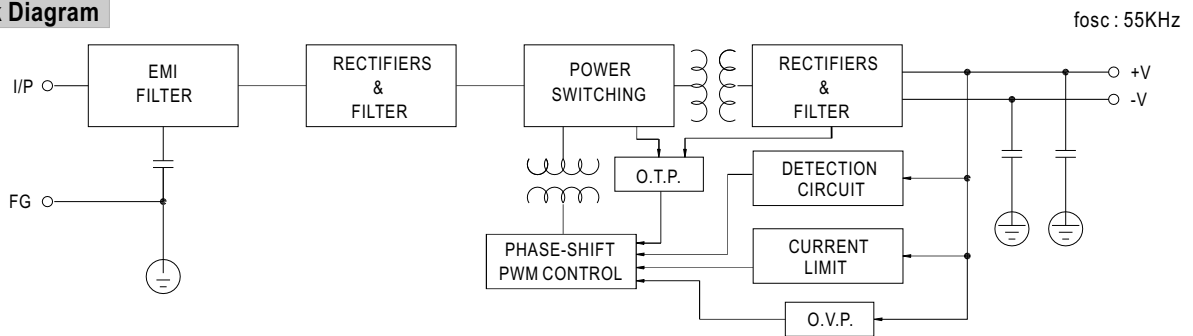 Diagram
fosc : 55KHz
I/P
EMI
FILTER
RECTIFIERS
&
FILTER
POWER
SWITCHING
RECTIFIERS
&
FILTER
+V
-V
O.T.P.
DETECTION
CIRCUIT
FG
PHASE-SHIFT
PWM CONTROL
CURRENT
LIMIT
O.V.P.